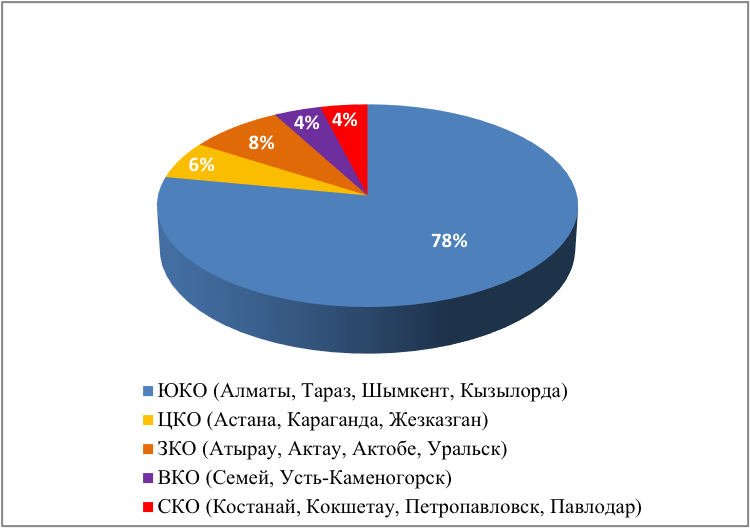 4% 4%
8%
6%
78%
ЮКО (Алматы, Тараз, Шымкент, Кызылорда)
ЦКО (Астана, Караганда, Жезказган)
ЗКО (Атырау, Актау, Актобе, Уральск)
ВКО (Семей, Усть-Каменогорск)
СКО (Костанай, Кокшетау, Петропавловск, Павлодар)